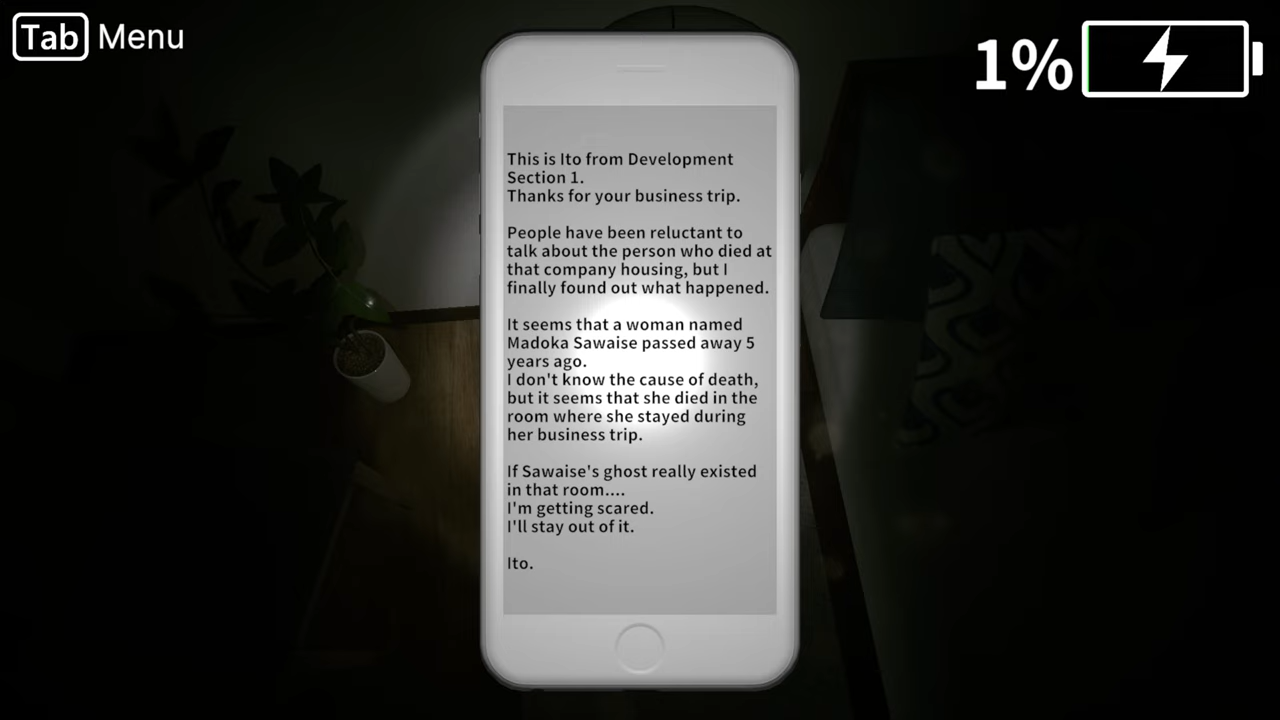 Tab Menu
1%
This is Ito from Development
Section 1.
Thanks for your business trip.
People have been reluctant to
talk about the person who died at
that company housing, but I
finally found out what happened.
It seems that a woman named
Madoka Sawaise passed away 5
years ago.
I don't know the cause of death,
but it seems that she died in the
room where she stayed during
her business trip.
If Sawaise's ghost really existed
in that room....
I'm getting scared.
I'll stay out of it.
Ito.